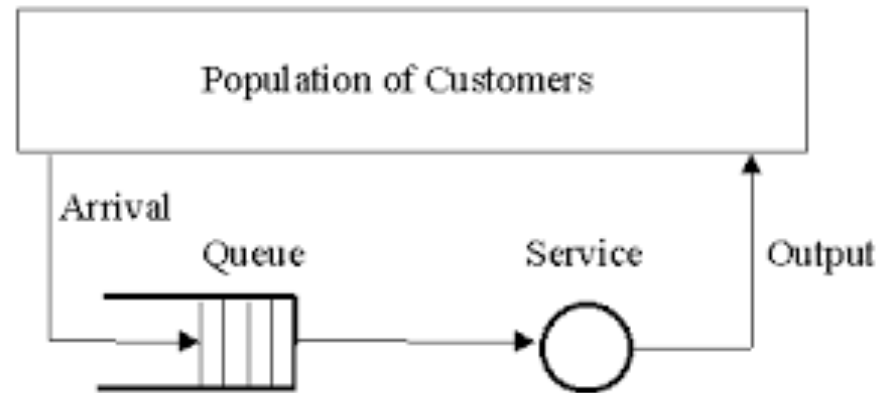 Population of Customers
Arrival
Queue
Service
Output